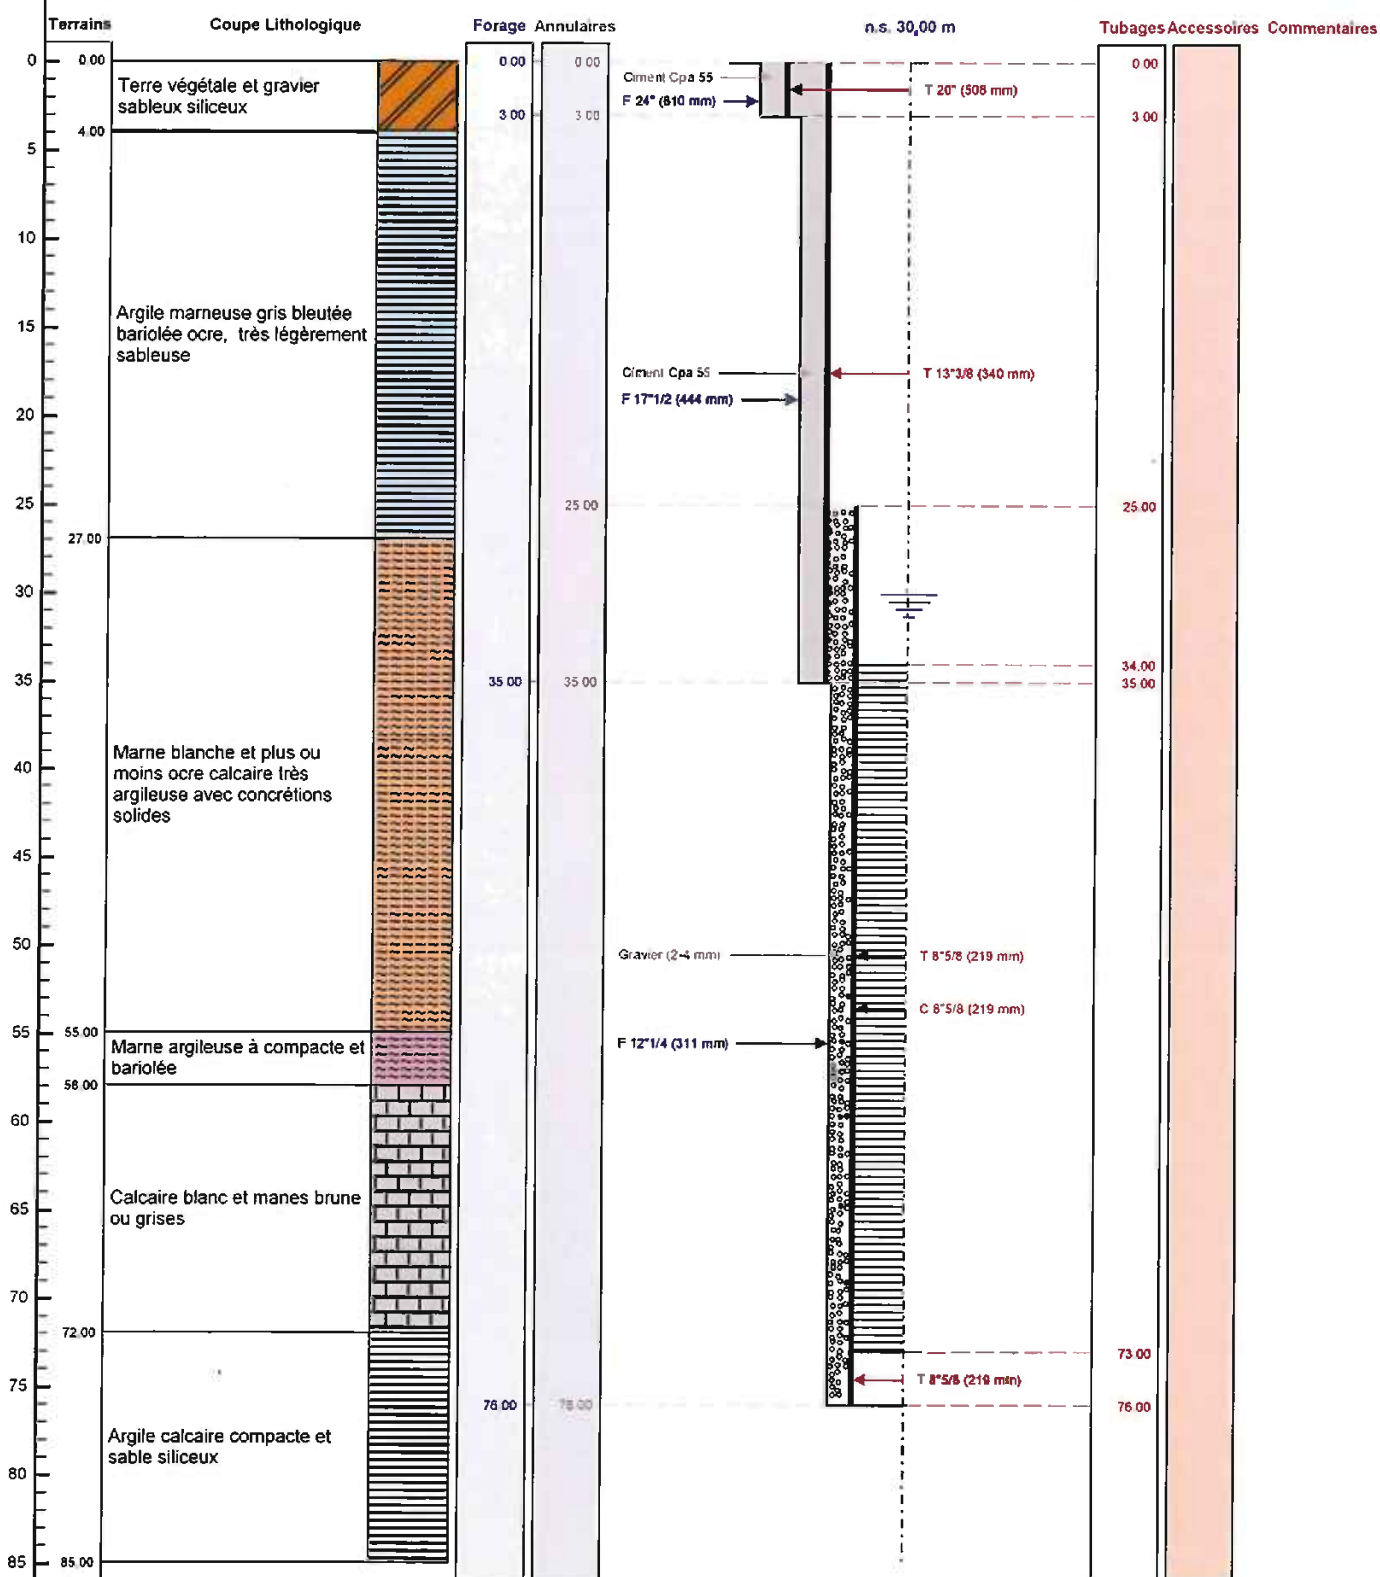 Terrains Coupe Lithologique Forage Annulaires n.s. 30,00 m Tubages Accessoires Commentaires
0 0.00 0.00 0.00 0.00
Terre végétale et gravier
sableux siliceux
Ciment Cpa 55
F 24" (610 mm)
T 20" (508 mm)
3.00 3.00 3.00
4.00
5
10
Argile marneuse gris bleutée
bariolée ocre, très légèrement
sableuse
15
Ciment Cpa 55
T 13"3/8 (340 mm)
F 17"1/2 (444 mm)
20
25 25.00 25.00
27.00
30
34.00
35 35.00 35.00 35.00
Marne blanche et plus ou
moins ocre calcaire très
argileuse avec concrétions
solides
40
45
50
Gravier (2-4 mm)
T 8"5/8 (219 mm)
C 8"5/8 (219 mm)
55 55.00
F 12"1/4 (311 mm)
Marne argileuse à compacte et
bariolée
58.00
60
Calcaire blanc et manes brune
ou grises
65
70
72.00
73.00
75
T 8"5/8 (219 mm)
76.00 76.00 76.00
Argile calcaire compacte et
sable siliceux
80
85 85.00